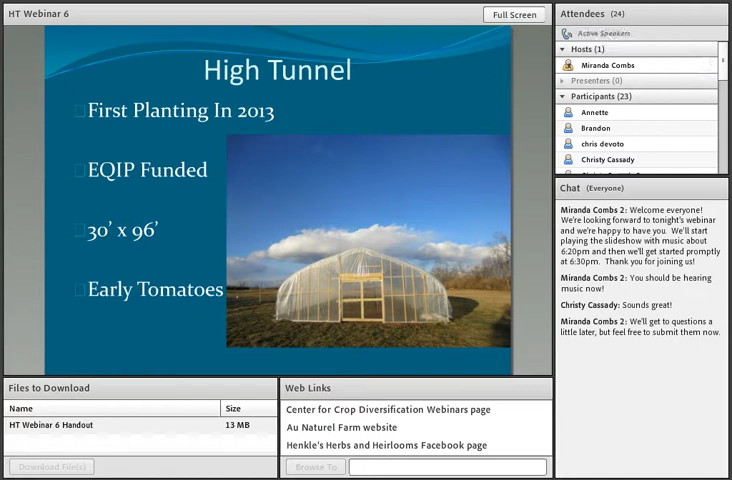 HT Webinar 6
Full Screen
High Tunnel
First Planting In 2013
EQIP Funded
30' x 96'
Early Tomatoes
Files to Download
Name Size
HT Webinar 6 Handout 13 MB
Download File(s)
Web Links
Center for Crop Diversification Webinars page
Au Naturel Farm website
Henkle's Herbs and Heirlooms Facebook page
Browse To
Attendees (24)
Active Speakers
Hosts (1)
Miranda Combs
Presenters (0)
Participants (23)
Annette
Brandon
chris devoto
Christy Cassady
Chat (Everyone)
Miranda Combs 2: Welcome everyone!
We're looking forward to tonight's webinar
and we're happy to have you. We'll start
playing the slideshow with music about
6:20pm and then we'll get started promptly
at 6:30pm. Thank you for joining us!
Miranda Combs 2: You should be hearing
music now!
Christy Cassady: Sounds great!
Miranda Combs 2: We'll get to questions a
little later, but feel free to submit them now.